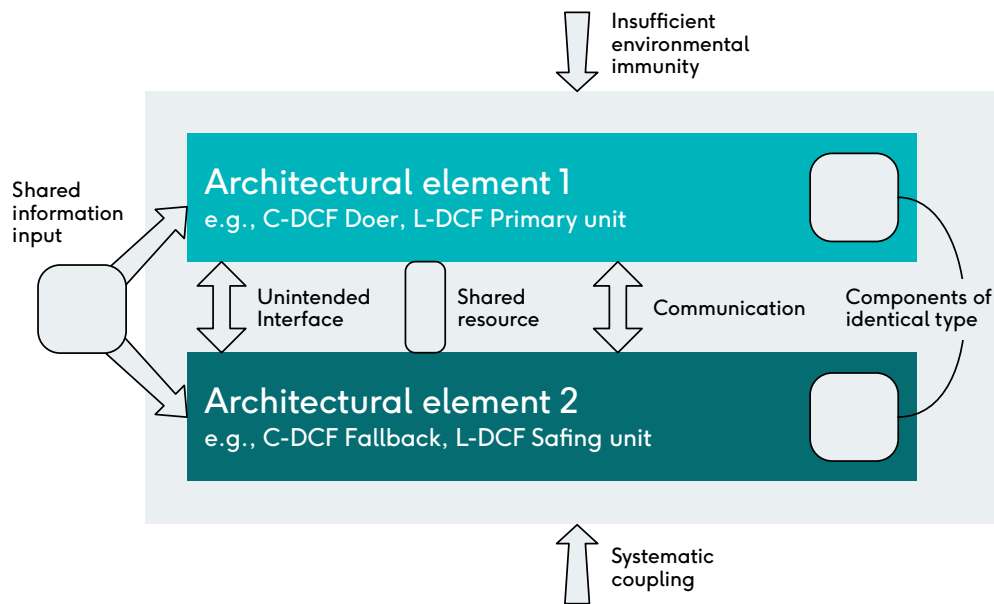 Insufficient
environmental
immunity
Shared
information
input
Architectural element 1
e.g., C-DCF Doer, L-DCF Primary unit
Unintended
Interface
Shared
resource
Communication
Components of
identical type
Architectural element 2
e.g., C-DCF Fallback, L-DCF Safing unit
Systematic
coupling